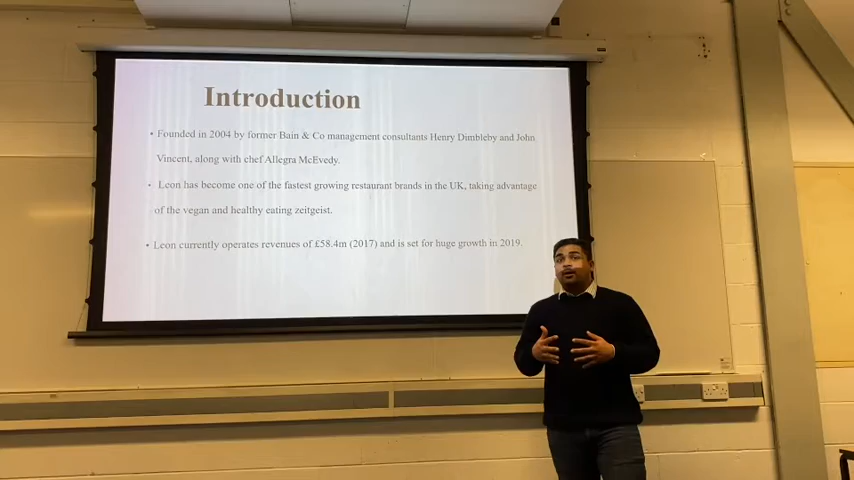 Introduction
• Founded in 2004 by former Bain & Co management consultants Henry Dimbleby and John
Vincent, along with chef Allegra McEvedy.
• Leon has become one of the fastest growing restaurant brands in the UK, taking advantage
of the vegan and healthy eating zeitgeist.
• Leon currently operates revenues of £58.4m (2017) and is set for huge growth in 2019.